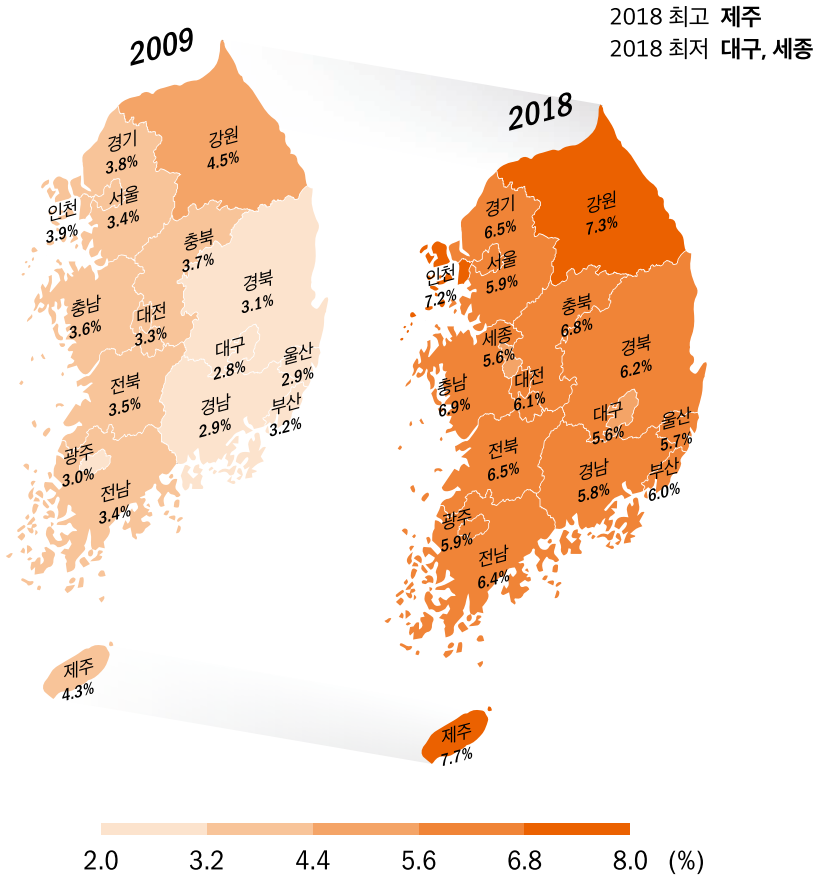 2018 최고 제주
2018 최저 대구, 세종
2009
강원
4.5%
경기
3.8%
서울
3.4%
인천
3.9%
충북
3.7%
경북
3.1%
충남
3.6%
대전
3.3%
대구
2.8%
울산
2.9%
전북
3.5%
경남
2.9%
부산
3.2%
광주
3.0%
전남
3.4%
제주
4.3%
2018
강원
7.3%
경기
6.5%
서울
5.9%
인천
7.2%
충북
6.8%
세종
5.6%
경북
6.2%
충남
6.9%
대전
6.1%
대구
5.6%
울산
5.7%
전북
6.5%
경남
5.8%
부산
6.0%
광주
5.9%
전남
6.4%
제주
7.7%
2.0 3.2 4.4 5.6 6.8 8.0 (%)